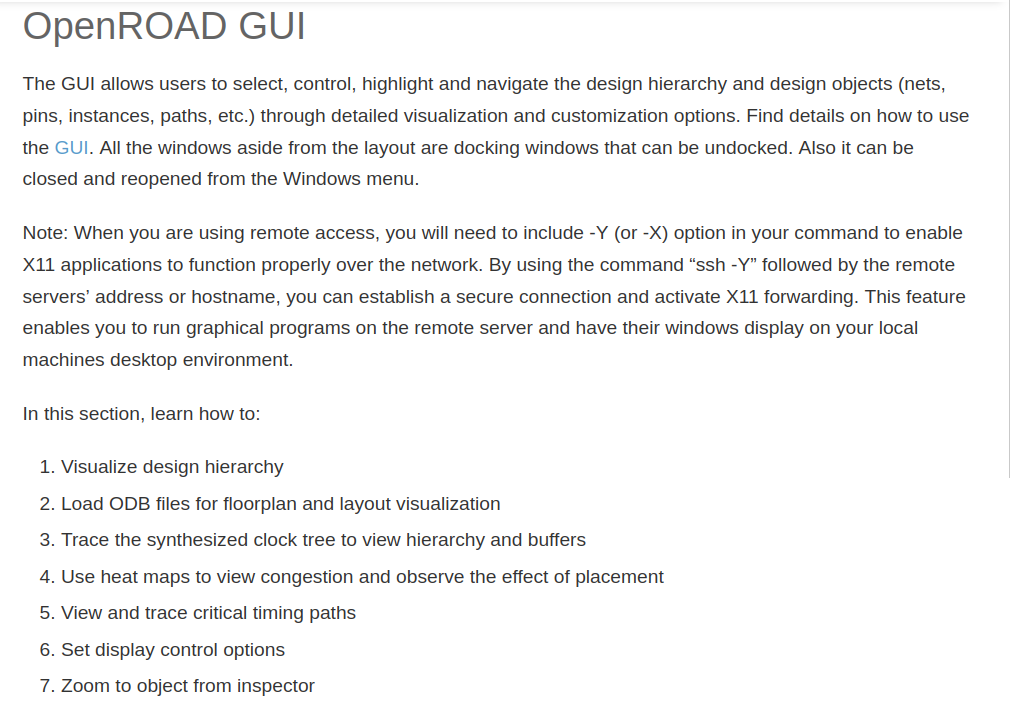 OpenROAD GUI
The GUI allows users to select, control, highlight and navigate the design hierarchy and design objects (nets,
pins, instances, paths, etc.) through detailed visualization and customization options. Find details on how to use
the GUI. All the windows aside from the layout are docking windows that can be undocked. Also it can be
closed and reopened from the Windows menu.
Note: When you are using remote access, you will need to include -Y (or -X) option in your command to enable
X11 applications to function properly over the network. By using the command “ssh -Y” followed by the remote
servers’ address or hostname, you can establish a secure connection and activate X11 forwarding. This feature
enables you to run graphical programs on the remote server and have their windows display on your local
machines desktop environment.
In this section, learn how to:
1. Visualize design hierarchy
2. Load ODB files for floorplan and layout visualization
3. Trace the synthesized clock tree to view hierarchy and buffers
4. Use heat maps to view congestion and observe the effect of placement
5. View and trace critical timing paths
6. Set display control options
7. Zoom to object from inspector